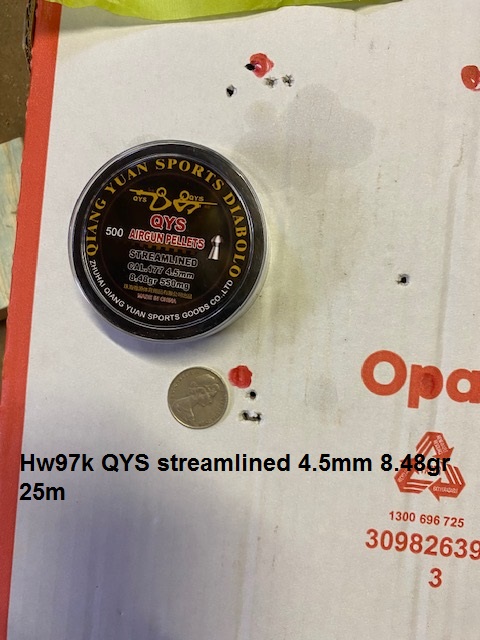 QIANG YUAN SPORTS DIABOLO
QYS QYS
500
QYS
AIRGUN PELLETS
STREAMLINED
CAL.177 4.5mm
8.48gr 550mg
MADE IN CHINA
ZHUHAI QIANG YUAN SPORTS GOODS CO.,LTD
Opa
Hw97k QYS streamlined 4.5mm 8.48gr
25m
1300 696 725
30982639
3